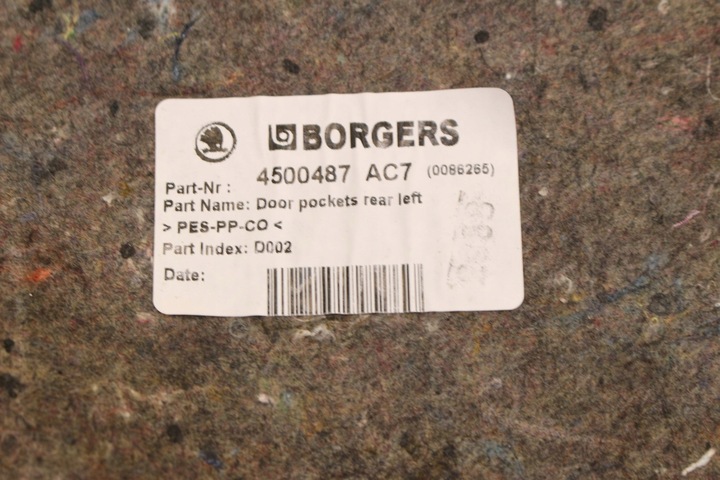 BORGERS
Part-Nr : 4500487 AC7 (0086265)
Part Name: Door pockets rear left
> PES-PP-CO <
Part Index: D002
Date: